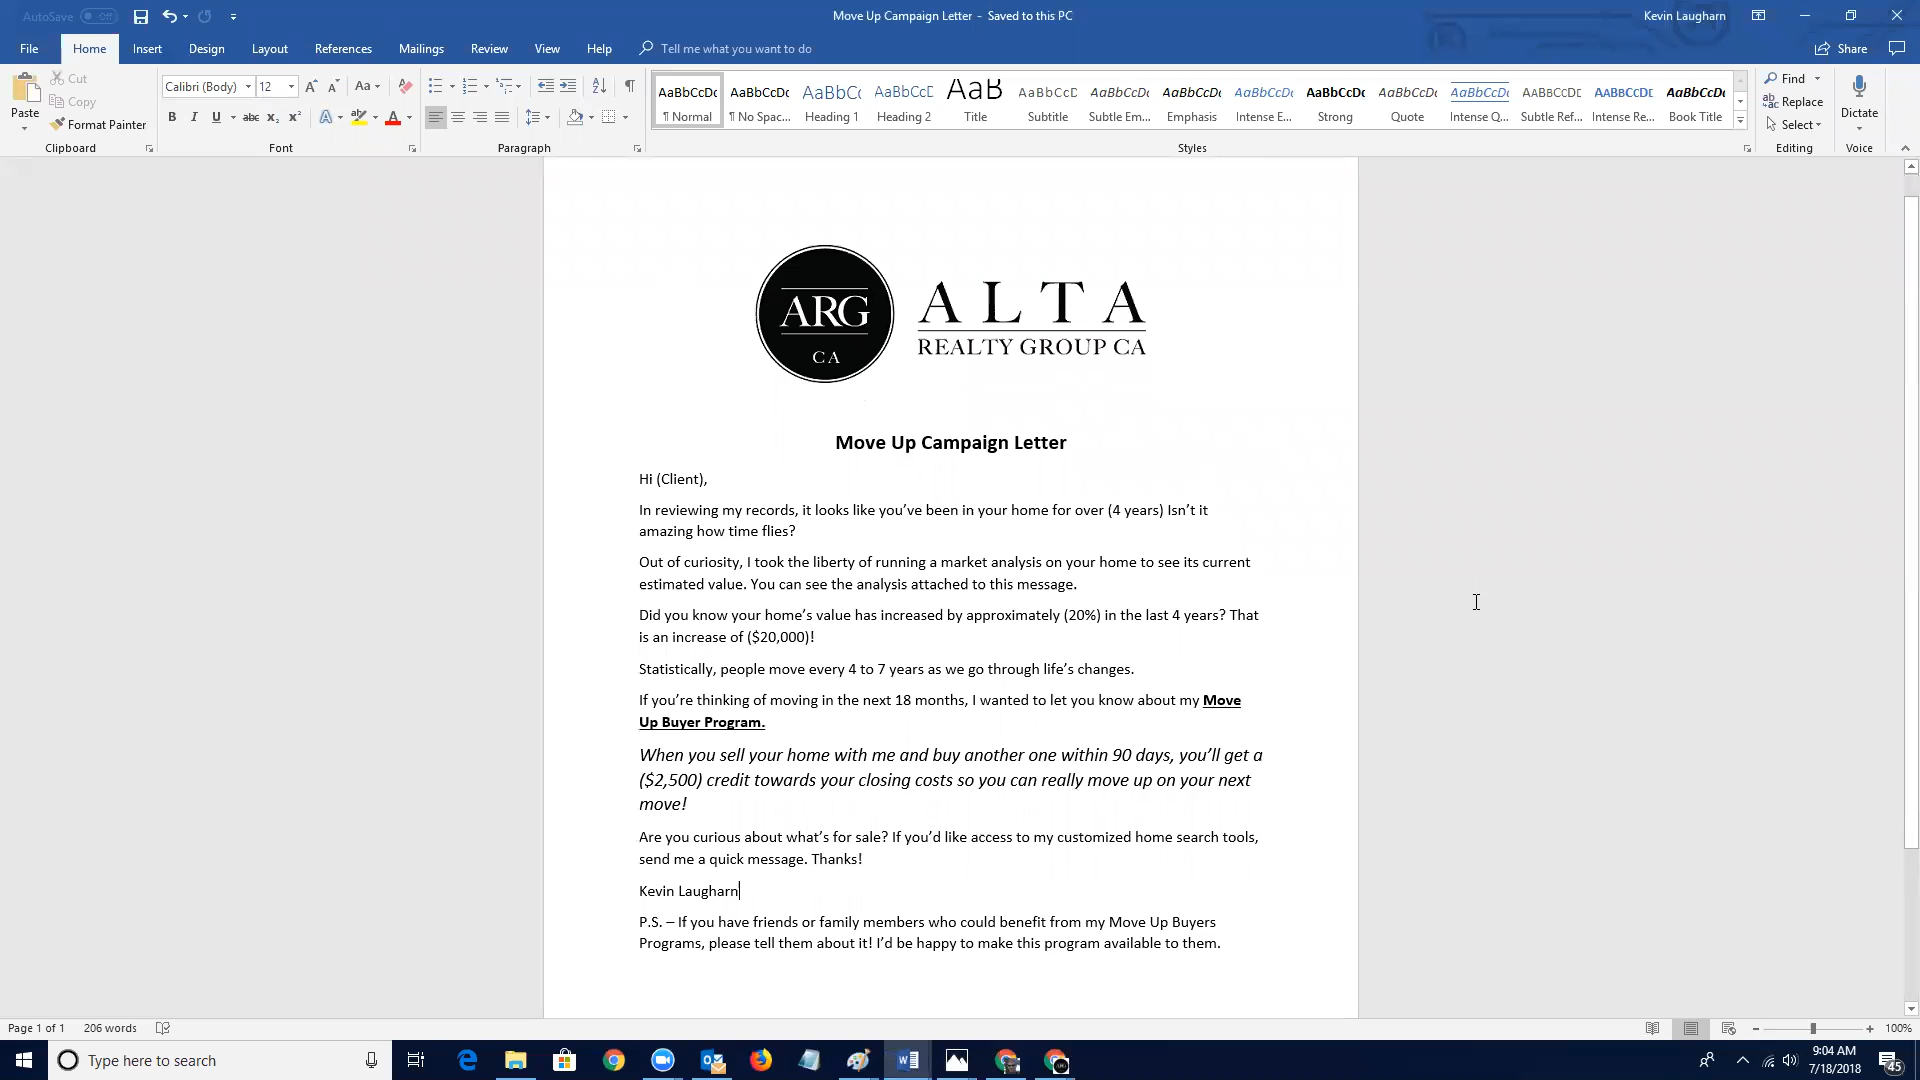 AutoSave Off
Move Up Campaign Letter - Saved to this PC
Kevin Laugharn
File Home Insert Design Layout References Mailings Review View Help Tell me what you want to do Share
Paste
Cut
Copy
Format Painter
Clipboard
Calibri (Body) 12
Font
Paragraph
AaBbCcDc ¶ Normal
AaBbCcDc ¶ No Spac...
AaBbCc Heading 1
AaBbCcE Heading 2
AaB Title
AaBbCcD Subtitle
AaBbCcDc Subtle Em...
AaBbCcDc Emphasis
AaBbCcDc Intense E...
AaBbCcDc Strong
AaBbCcDc Quote
AaBbCcDc Intense Q...
AABBCCDE Subtle Ref...
AABBCCDE Intense Re...
AaBbCcDc Book Title
Styles
Find
Replace
Select
Editing
Dictate
Voice
ARG
CA
ALTA
REALTY GROUP CA
Move Up Campaign Letter
Hi (Client),
In reviewing my records, it looks like you’ve been in your home for over (4 years) Isn’t it
amazing how time flies?
Out of curiosity, I took the liberty of running a market analysis on your home to see its current
estimated value. You can see the analysis attached to this message.
Did you know your home’s value has increased by approximately (20%) in the last 4 years? That
is an increase of ($20,000)!
Statistically, people move every 4 to 7 years as we go through life’s changes.
If you’re thinking of moving in the next 18 months, I wanted to let you know about my Move
Up Buyer Program.
When you sell your home with me and buy another one within 90 days, you’ll get a
($2,500) credit towards your closing costs so you can really move up on your next
move!
Are you curious about what’s for sale? If you’d like access to my customized home search tools,
send me a quick message. Thanks!
Kevin Laugharn
P.S. – If you have friends or family members who could benefit from my Move Up Buyers
Programs, please tell them about it! I’d be happy to make this program available to them.
Page 1 of 1 206 words
100%
Type here to search
9:04 AM
7/18/2018
45